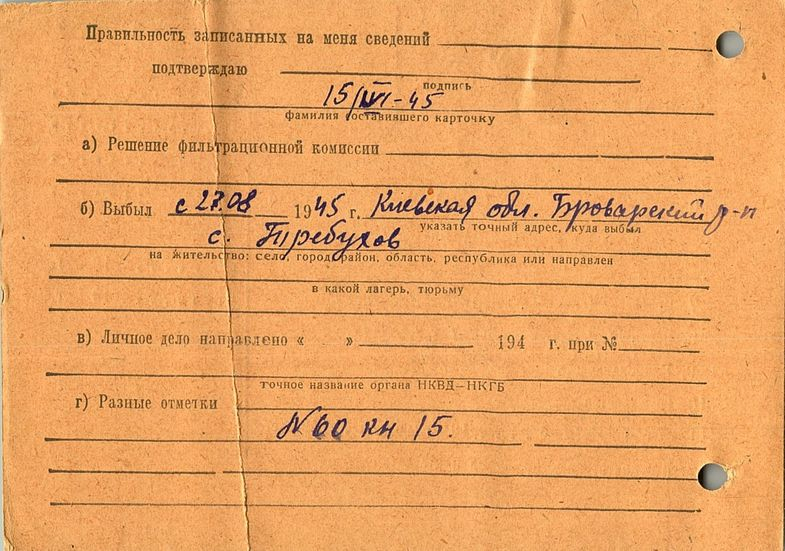 Правильность записанных на меня сведений
подтверждаю
подпись
15/VI-45
фамилия составившего карточку
а) Решение фильтрационной комиссии
б) Выбыл с 27.08 1945 г. Киевская обл. Броварский р-н
указать точный адрес, куда выбыл
с. Требухов
на жительство: село, город, район, область, республика или направлен
в какой лагерь, тюрьму
в) Личное дело направлено « » 194 г. при №
точное название органа НКВД—НКГБ
г) Разные отметки
№ 60 кн 15.